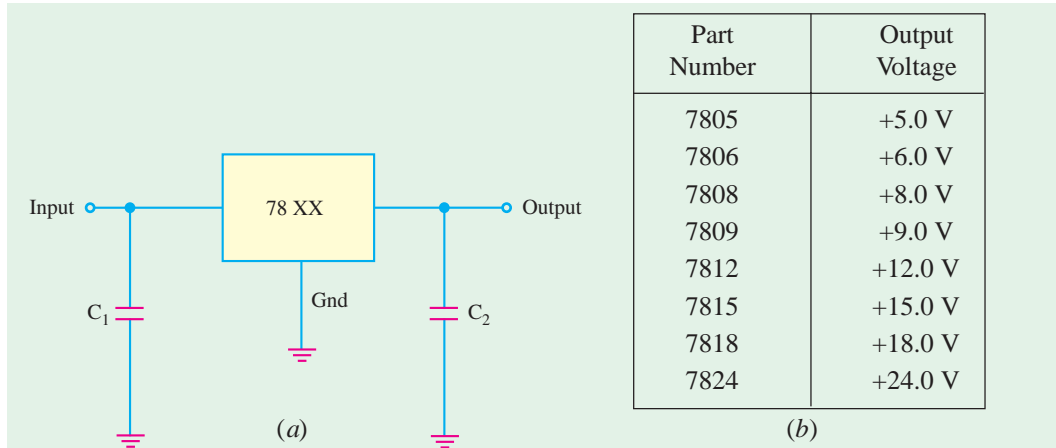 Input
78 XX
Output
Gnd
C1
C2
(a)
Part Number
Output Voltage
7805 +5.0 V
7806 +6.0 V
7808 +8.0 V
7809 +9.0 V
7812 +12.0 V
7815 +15.0 V
7818 +18.0 V
7824 +24.0 V
(b)